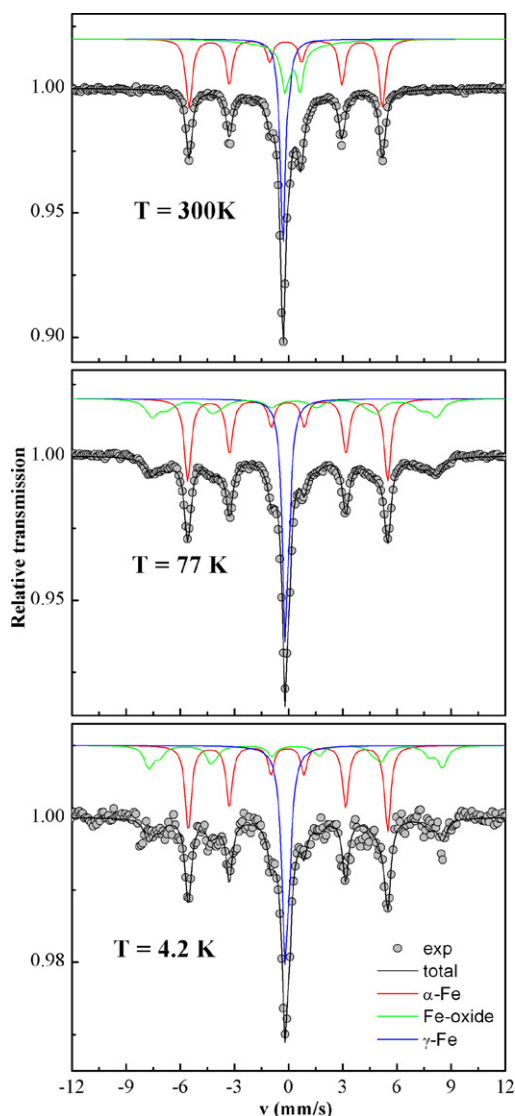 1.00
0.95
0.90
T = 300K
1.00
0.95
T = 77 K
Relative transmission
1.00
0.98
T = 4.2 K
exp
total
α-Fe
Fe-oxide
γ-Fe
-12 -9 -6 -3 0 3 6 9 12
v (mm/s)